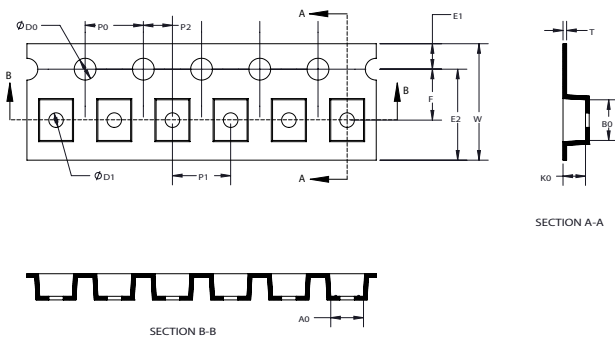 A
E1
ØD0
P0
P2
T
B
B
F
E2
W
B0
ØD1
P1
A
K0
SECTION A-A
A0
SECTION B-B